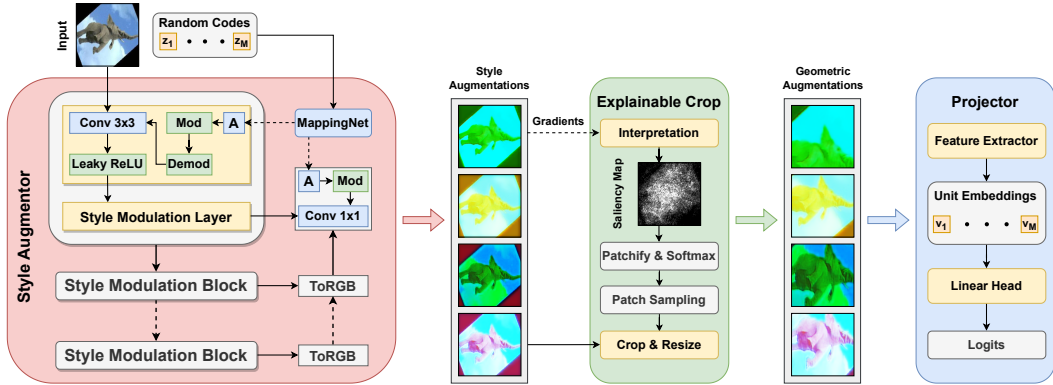 Input
Random Codes
z1 • • • zM
Style Augmentor
Conv 3x3
Mod
A
MappingNet
Leaky ReLU
Demod
A
Mod
Conv 1x1
Style Modulation Layer
Style Modulation Block
ToRGB
Style Modulation Block
ToRGB
Style
Augmentations
Gradients
Explainable Crop
Interpretation
Saliency Map
Patchify & Softmax
Patch Sampling
Crop & Resize
Geometric
Augmentations
Projector
Feature Extractor
Unit Embeddings
v1 • • • vM
Linear Head
Logits